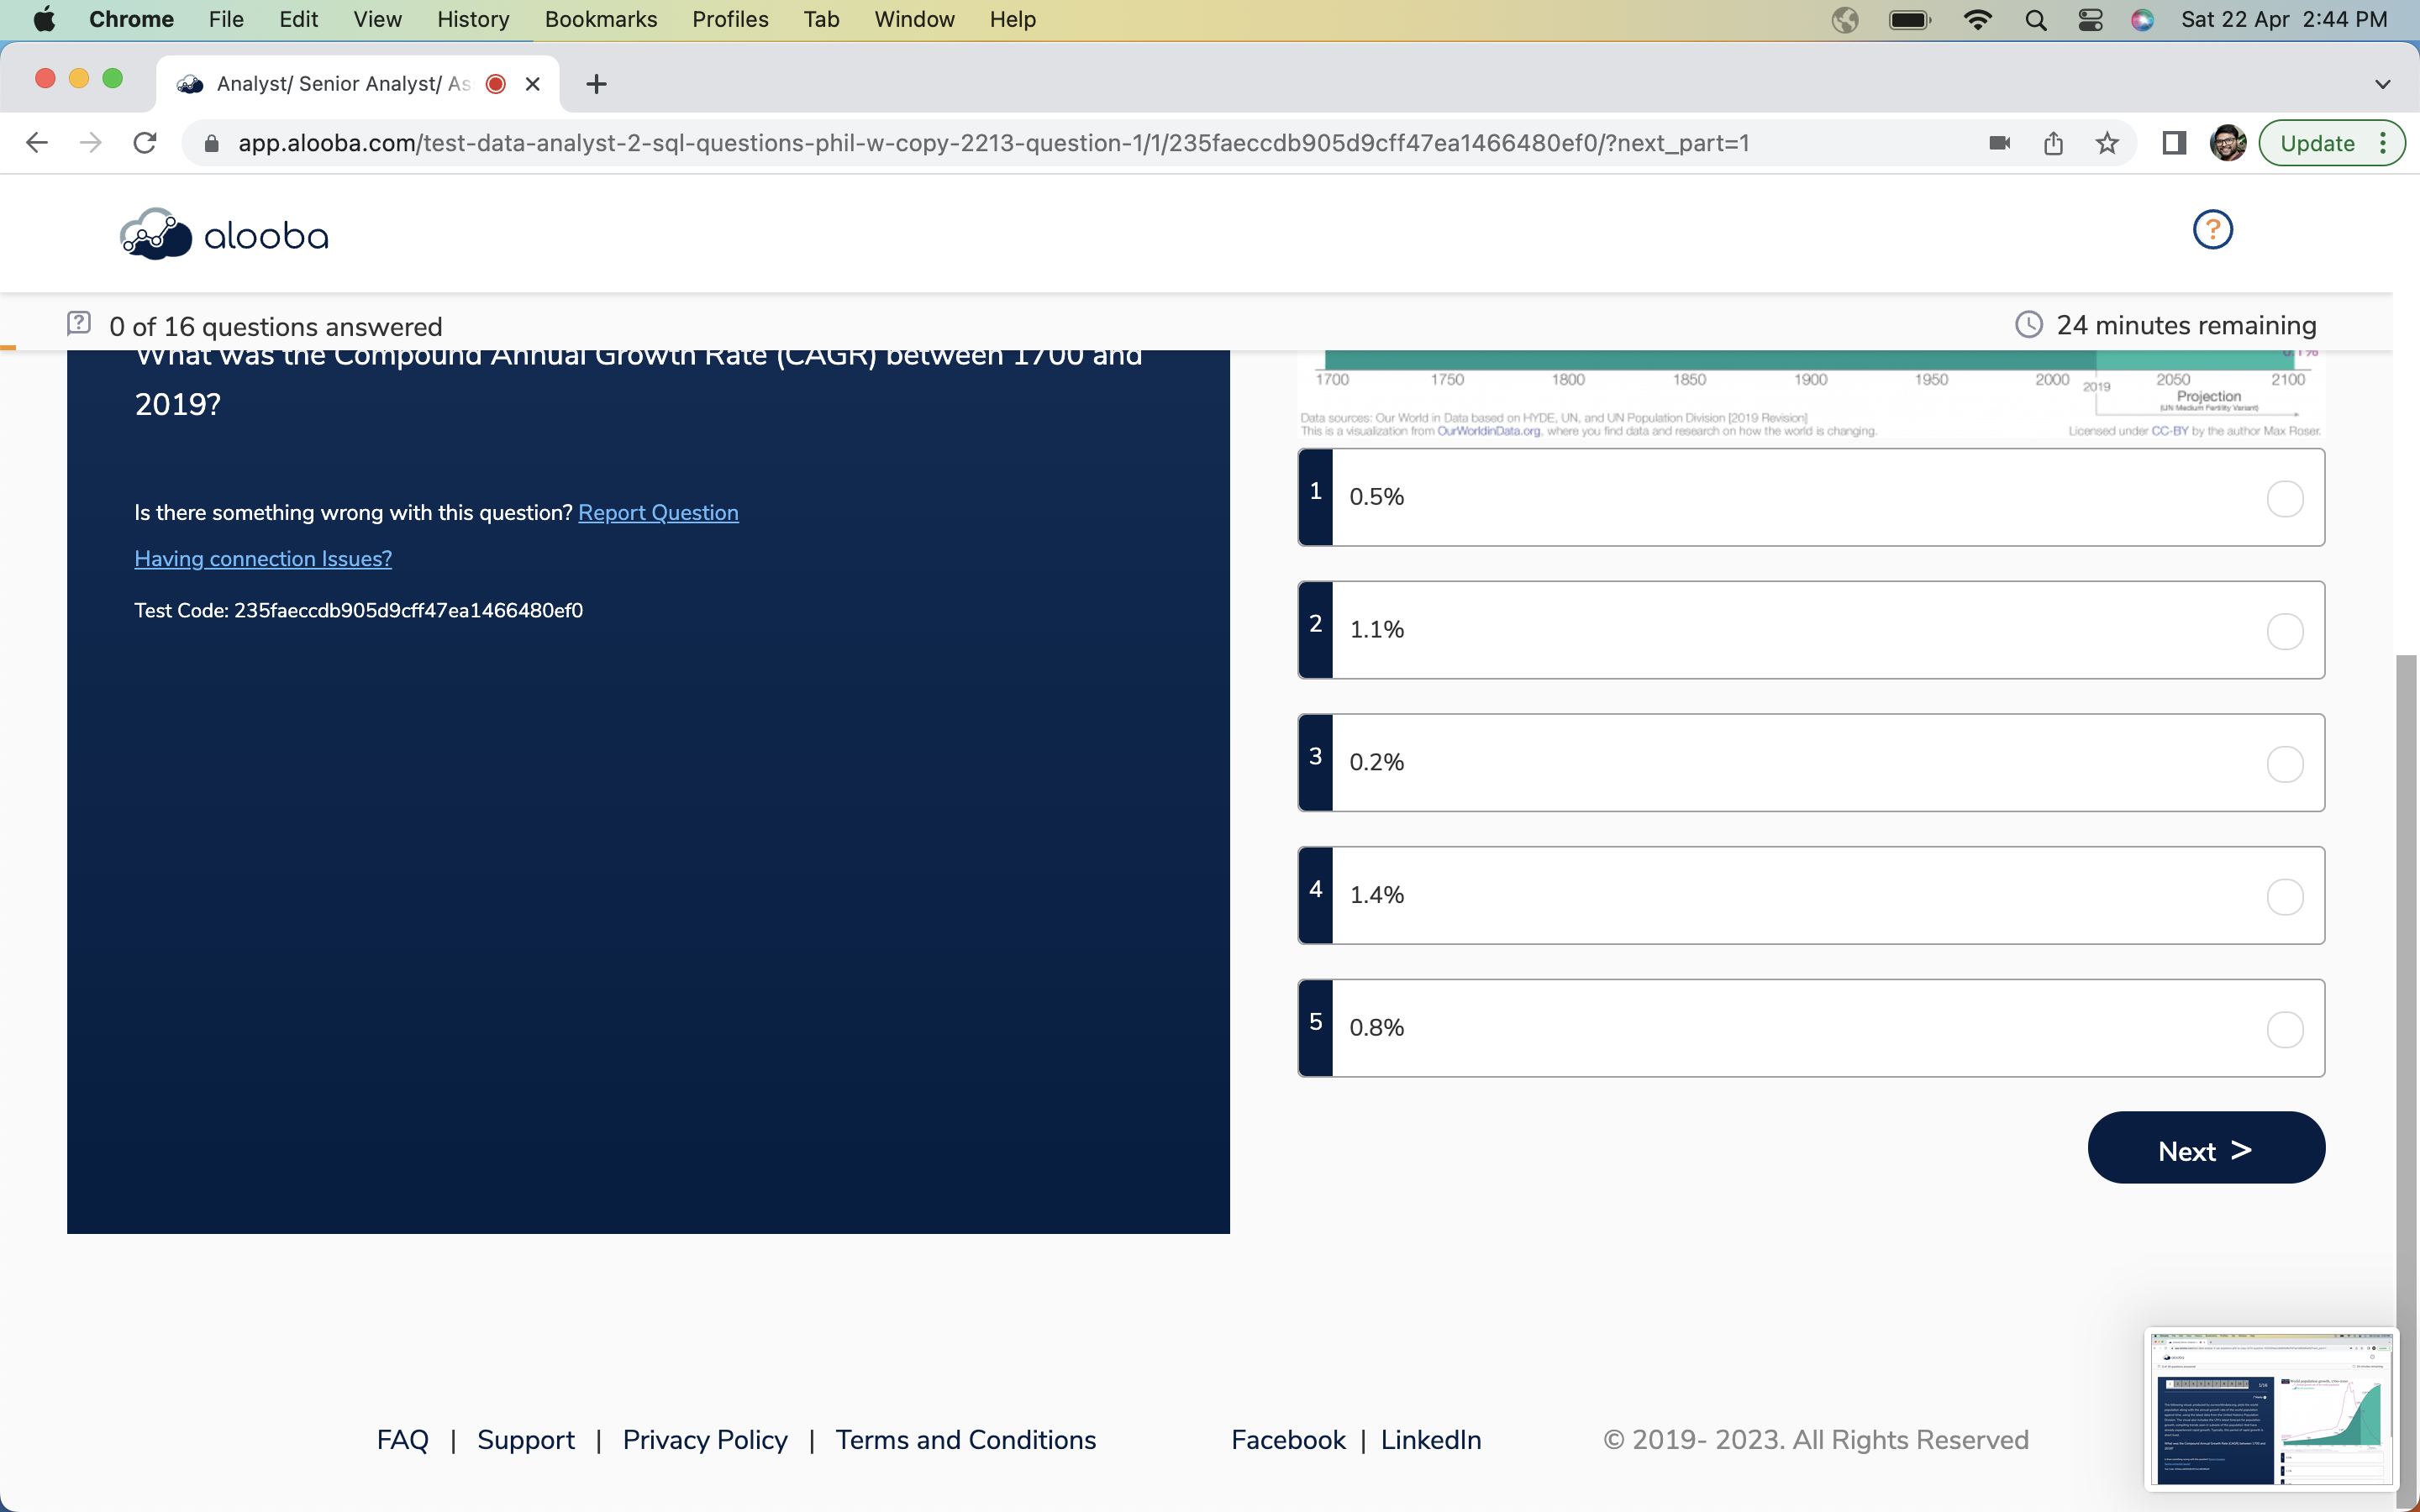 Chrome File Edit View History Bookmarks Profiles Tab Window Help Sat 22 Apr 2:44 PM
Analyst/ Senior Analyst/ As
app.alooba.com/test-data-analyst-2-sql-questions-phil-w-copy-2213-question-1/1/235faeccdb905d9cff47ea1466480ef0/?next_part=1 Update
alooba ?
0 of 16 questions answered 24 minutes remaining
What was the Compound Annual Growth Rate (CAGR) between 1700 and
2019?
Is there something wrong with this question? Report Question
Having connection Issues?
Test Code: 235faeccdb905d9cff47ea1466480ef0
0.1%
1700 1750 1800 1850 1900 1950 2000 2019 2050 2100
Projection
(UN Medium Fertility Variant)
Data sources: Our World in Data based on HYDE, UN, and UN Population Division [2019 Revision]
This is a visualization from OurWorldinData.org, where you find data and research on how the world is changing. Licensed under CC-BY by the author Max Roser.
1 0.5%
2 1.1%
3 0.2%
4 1.4%
5 0.8%
Next >
FAQ | Support | Privacy Policy | Terms and Conditions Facebook | LinkedIn © 2019- 2023. All Rights Reserved